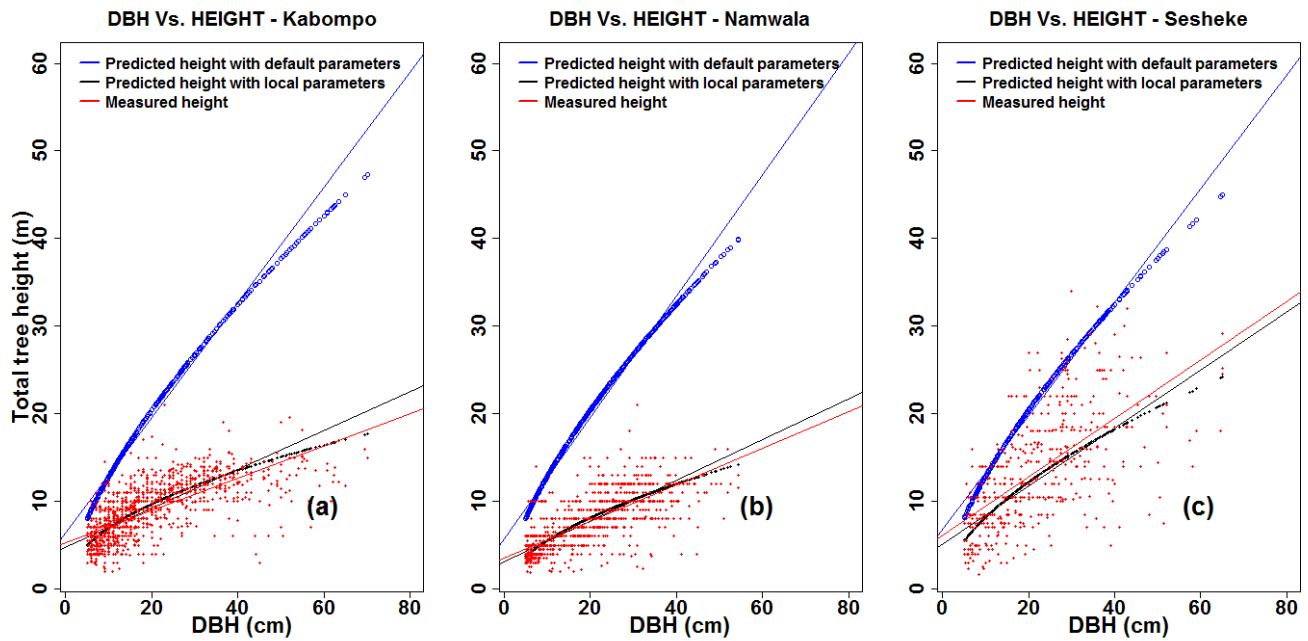 DBH Vs. HEIGHT - Kabompo
DBH Vs. HEIGHT - Namwala
DBH Vs. HEIGHT - Sesheke
Total tree height (m)
60
50
40
30
20
10
0
Predicted height with default parameters
Predicted height with local parameters
Measured height
(a)
0 20 40 60 80
DBH (cm)
60
50
40
30
20
10
0
Predicted height with default parameters
Predicted height with local parameters
Measured height
(b)
0 20 40 60 80
DBH (cm)
60
50
40
30
20
10
0
Predicted height with default parameters
Predicted height with local parameters
Measured height
(c)
0 20 40 60 80
DBH (cm)